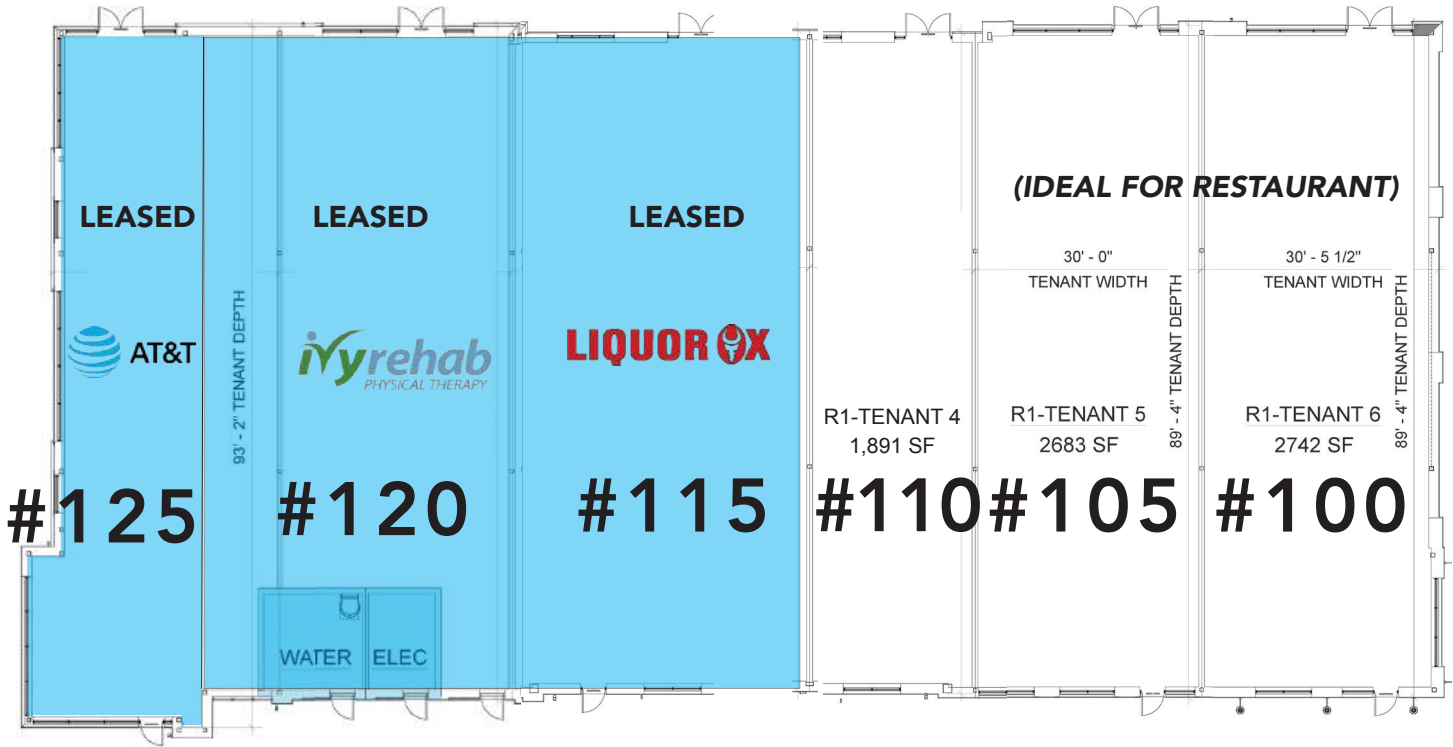 (IDEAL FOR RESTAURANT)
LEASED
LEASED
LEASED
30' - 0"
TENANT WIDTH
30' - 5 1/2"
TENANT WIDTH
93' - 2" TENANT DEPTH
89' - 4" TENANT DEPTH
89' - 4" TENANT DEPTH
AT&T
ivyrehab
PHYSICAL THERAPY
LIQUOR OX
R1-TENANT 4
1,891 SF
R1-TENANT 5
2683 SF
R1-TENANT 6
2742 SF
#125
#120
#115
#110
#105
#100
WATER
ELEC